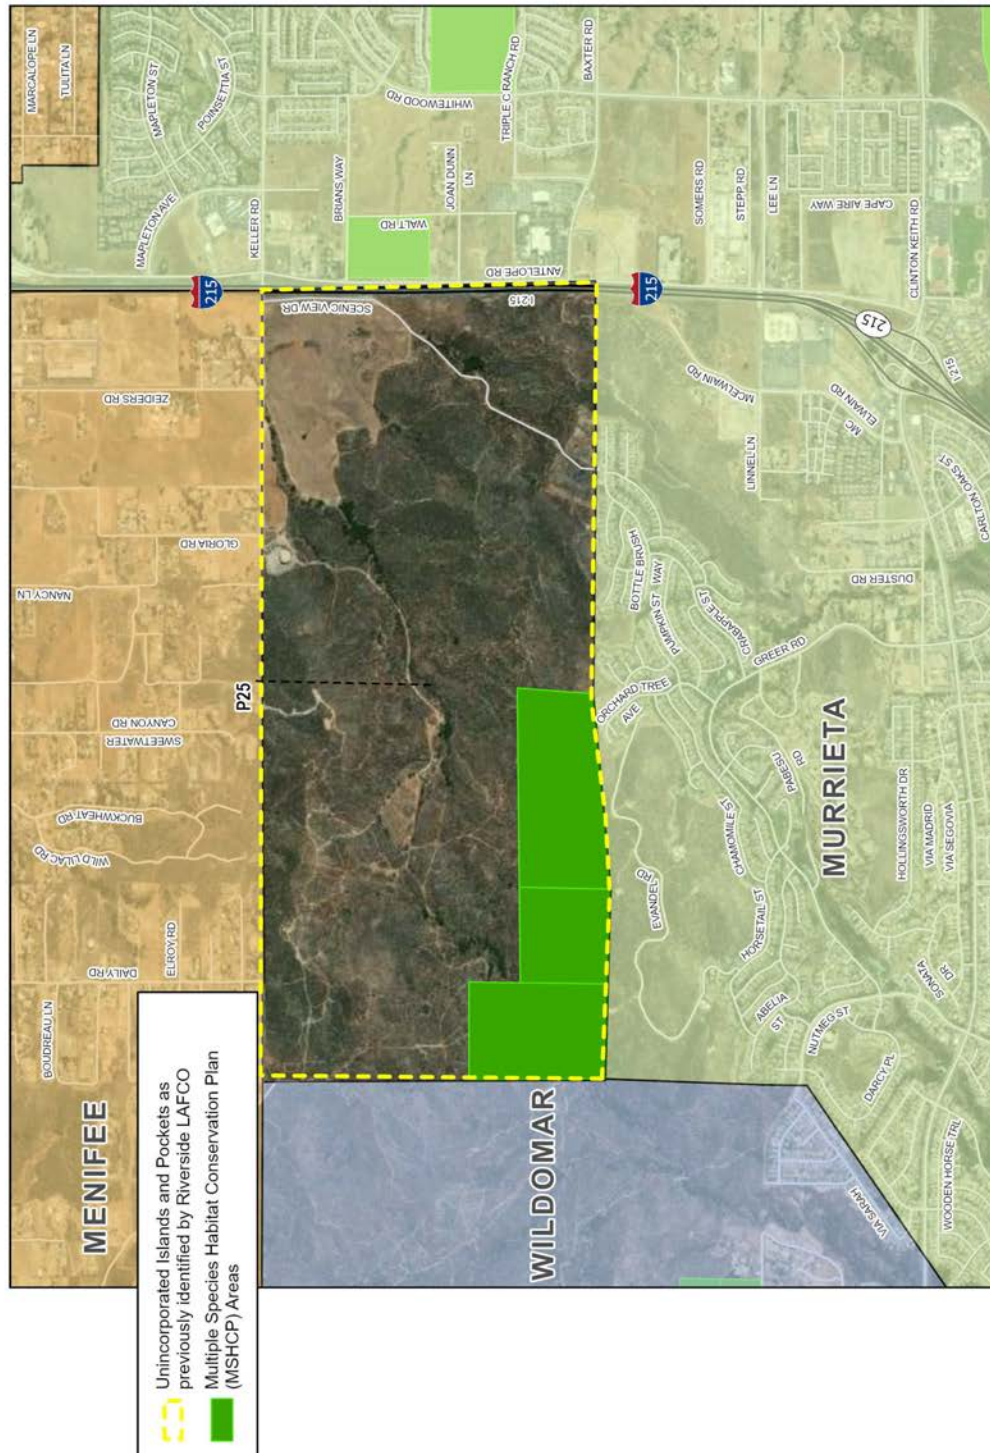 MARCALOPE LN
TULITA LN
MAPLETON ST
POINSETTIA ST
MAPLETON AVE
KELLER RD
WHITEWOOD RD
BRIANS WAY
JOAN DUNN
LN
TRIPLE C RANCH RD
BAXTER RD
WALT RD
ANTELOPE RD
SOMERS RD
STEPP RD
LEE LN
CAPE AIRE WAY
CLINTON KEITH RD
215
215
215
I-215
I-215
SCENIC VIEW DR
ZEIDERS RD
GLORIA RD
NANCY LN
P25
CANYON RD
SWEETWATER
BUCKWHEAT RD
WILD LILAC RD
ELROY RD
DAILY RD
BOUDREAU LN
MCELWAIN RD
LINNEL LN
MC
ELWAIN RD
CARLTON OAKS ST
DUSTER RD
BOTTLE BRUSH
WAY
PUMPKIN ST
CRABAPPLE ST
GREER RD
ORCHARD TREE
AVE
PABESU
RD
CHAMOMILE ST
EVANDEL RD
HORSETAIL ST
HOLLINGSWORTH DR
VIA MADRID
VIA SEGOVIA
SONATA
DR
ABELIA
ST
NUTMEG ST
DARCY PL
WOODEN HORSE TRL
VIA SARAH
MENIFEE
WILDOMAR
MURRIETA
Unincorporated Islands and Pockets as
previously identified by Riverside LAFCO
Multiple Species Habitat Conservation Plan
(MSHCP) Areas